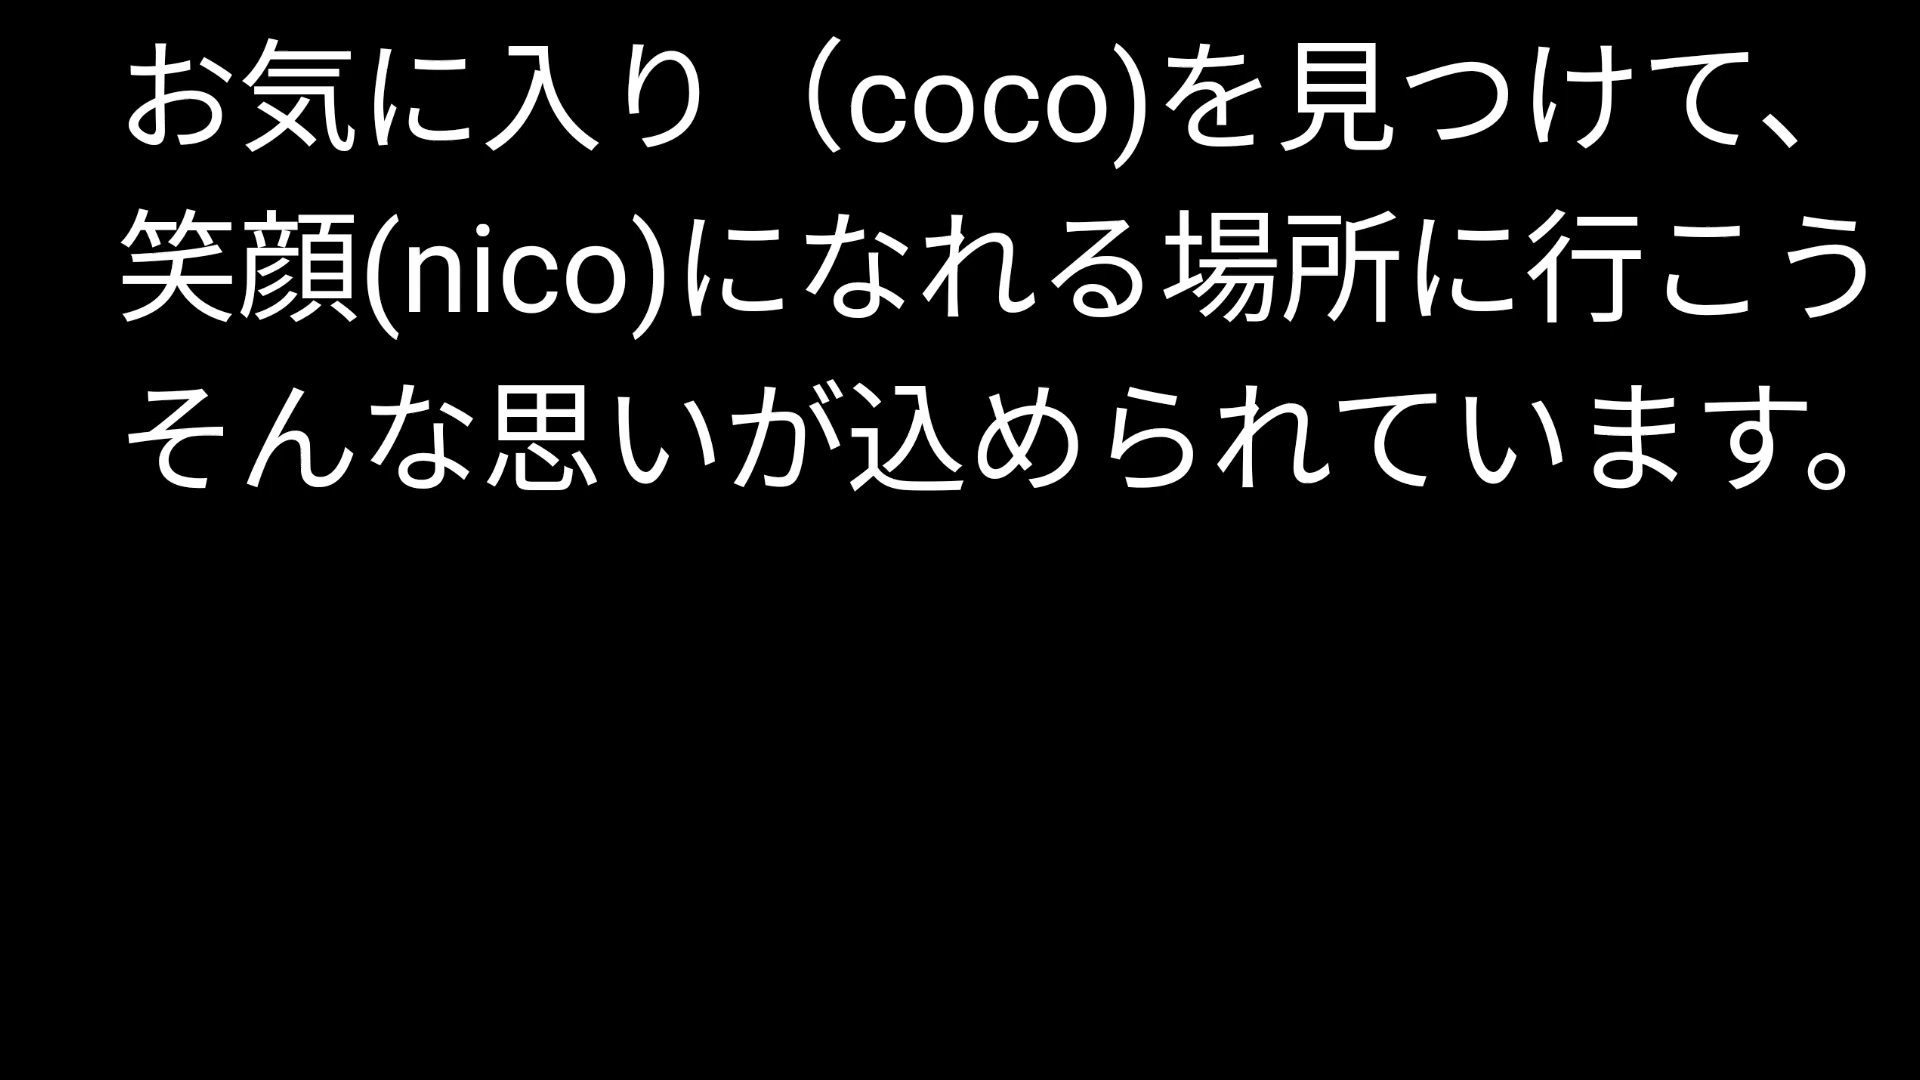 お気に入り（coco)を見つけて、
笑顔(nico)になれる場所に行こう
そんな思いが込められています。